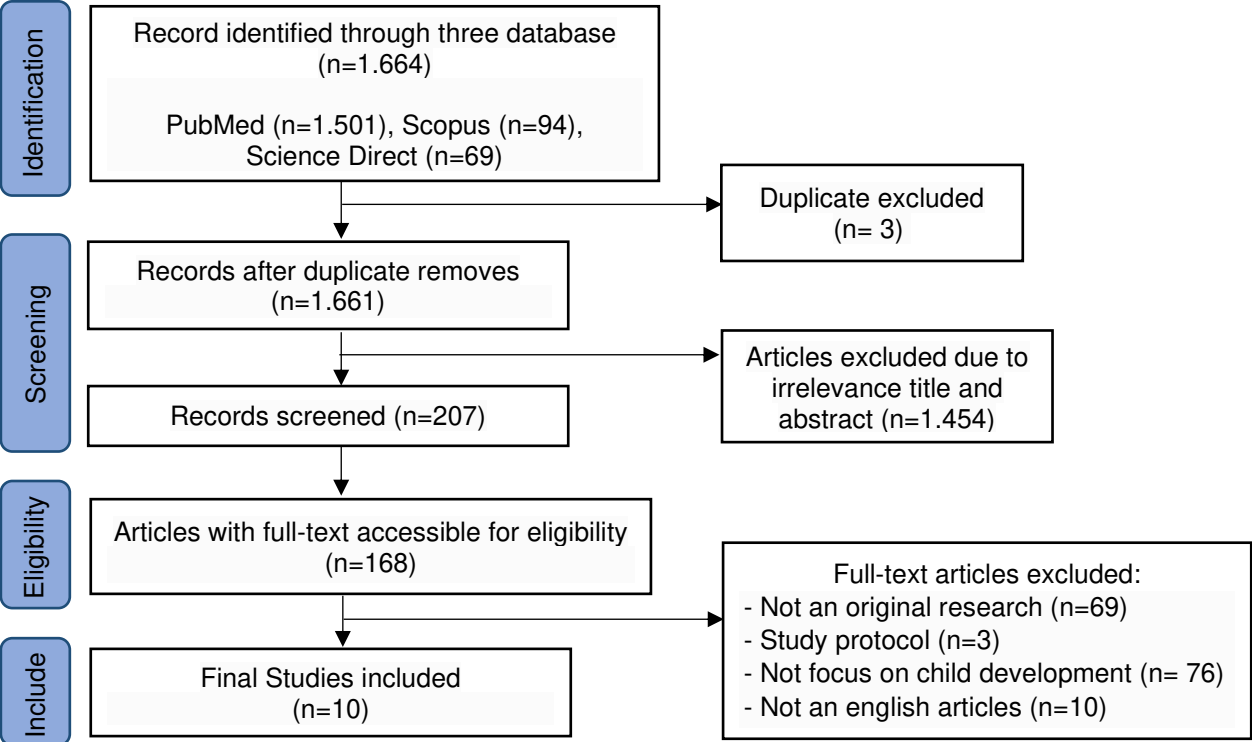 Identification
Record identified through three database
(n=1.664)
PubMed (n=1.501), Scopus (n=94),
Science Direct (n=69)
Duplicate excluded
(n= 3)
Screening
Records after duplicate removes
(n=1.661)
Articles excluded due to
irrelevance title and
abstract (n=1.454)
Records screened (n=207)
Eligibility
Articles with full-text accessible for eligibility
(n=168)
Full-text articles excluded:
- Not an original research (n=69)
- Study protocol (n=3)
- Not focus on child development (n= 76)
- Not an english articles (n=10)
Include
Final Studies included
(n=10)